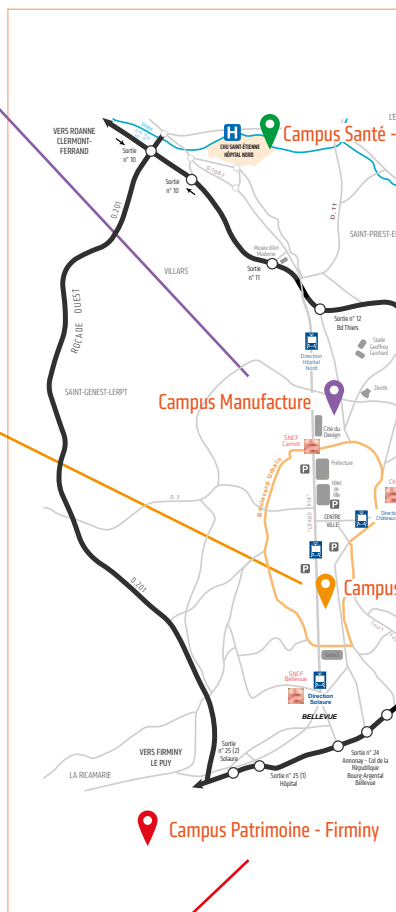 L'E
VERS ROANNE
CLERMONT-
FERRAND
Sortie
n° 10
H
CHU SAINT-ÉTIENNE
HÔPITAL NORD
Campus Santé -
Sortie
n° 10
D.201
D. 11
SAINT-PRIEST-E
Musée d'Art
Moderne
VILLARS
Sortie
n° 11
ROCADE OUEST
Sortie n° 12
Bd Thiers
Stade
Geoffroy
Guichard
Direction
Hôpital
Nord
SAINT-GENEST-LERPT
Zénith
Campus Manufacture
Cité du
Design
SNCF
Carnot
Boulevard Urbain
P
Préfecture
Hôtel
de
Ville
P
D. 3
"GRAND RUE"
CENTRE
VILLE
Directi
Châteaucr
P
P
D.201
Campus
Cours
SNCF
Bellevue
Direction
Solaure
BELLEVUE
VERS FIRMINY
LE PUY
Sortie
n° 25 (2)
Solaure
Sortie n° 24
Annonay - Col de la
République
Bourg-Argental
Bellevue
LA RICAMARIE
Sortie n° 25 (1)
Hôpital
Campus Patrimoine - Firminy